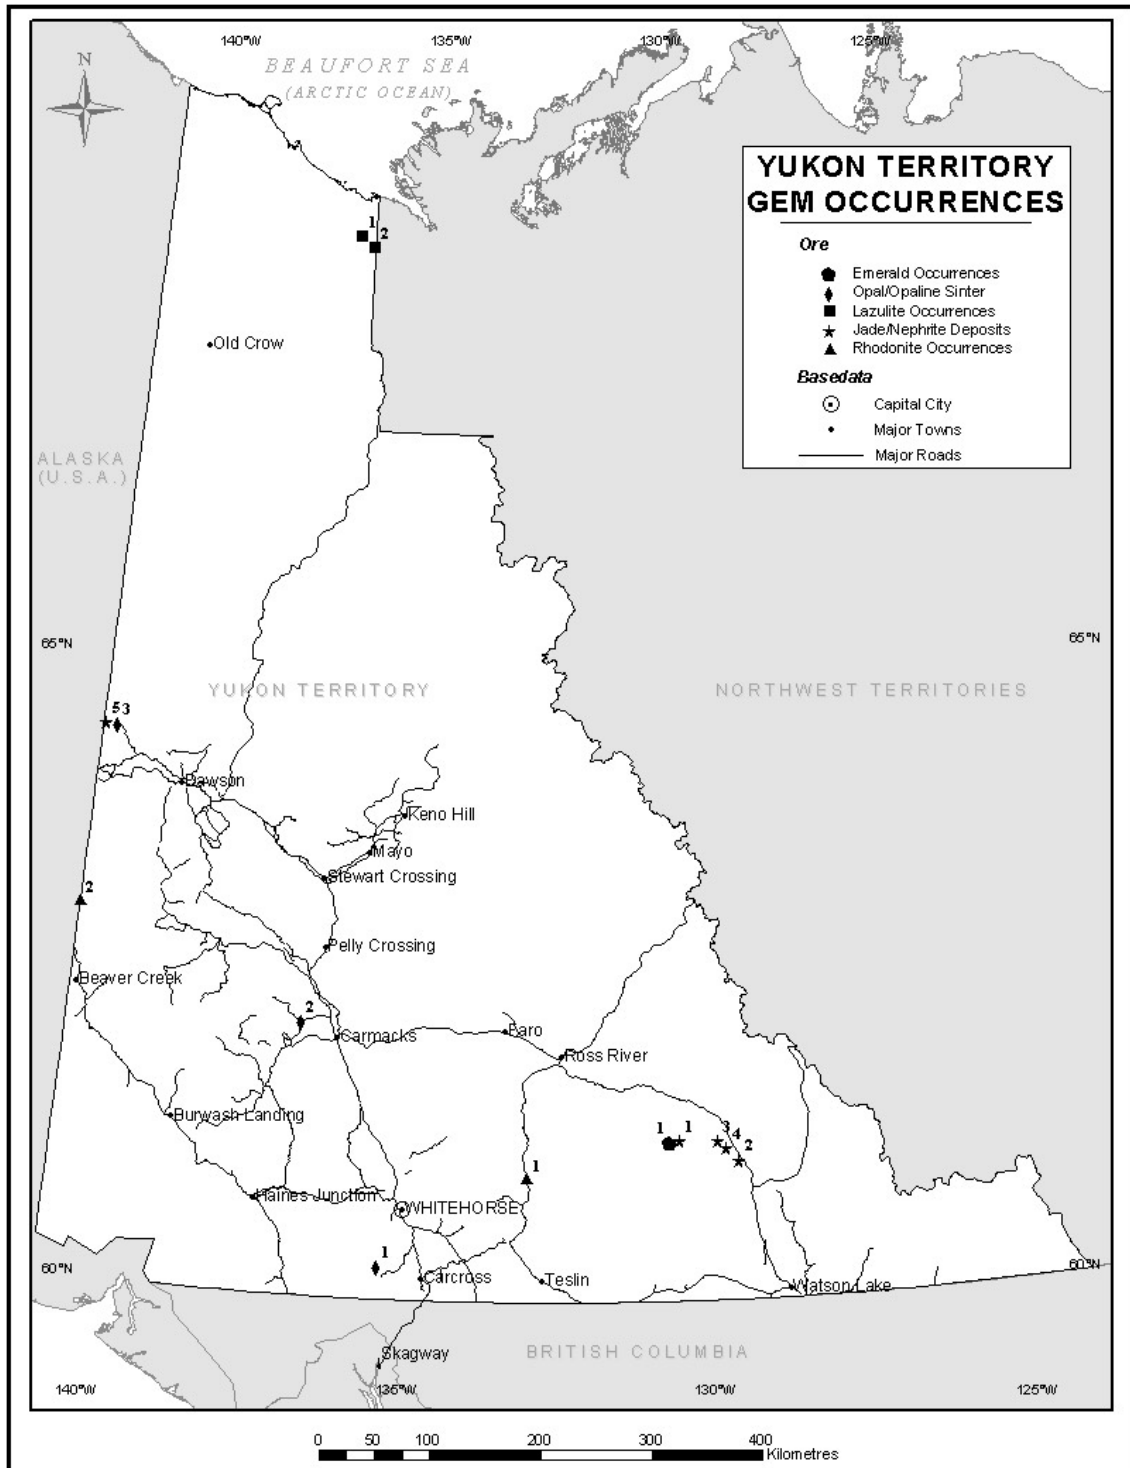 140°W 135°W 130°W 125°W
N
BEAUFORT SEA
(ARCTIC OCEAN)
YUKON TERRITORY
GEM OCCURRENCES
Ore
Emerald Occurrences
Opal/Opaline Sinter
Lazulite Occurrences
Jade/Nephrite Deposits
Rhodonite Occurrences
Basedata
Capital City
Major Towns
Major Roads
1
2
Old Crow
ALASKA
(U.S.A.)
65°N 65°N
YUKON TERRITORY NORTHWEST TERRITORIES
5 3
Dawson
Keno Hill
Mayo
Stewart Crossing
2
Pelly Crossing
Beaver Creek
2
Carmacks
Faro
Ross River
Burwash Landing
1 1 3 4 2
1
Haines Junction
WHITEHORSE
1
60°N 60°N
Carcross
Teslin
Watson Lake
Skagway
BRITISH COLUMBIA
140°W 135°W 130°W 125°W
0 50 100 200 300 400
Kilometres